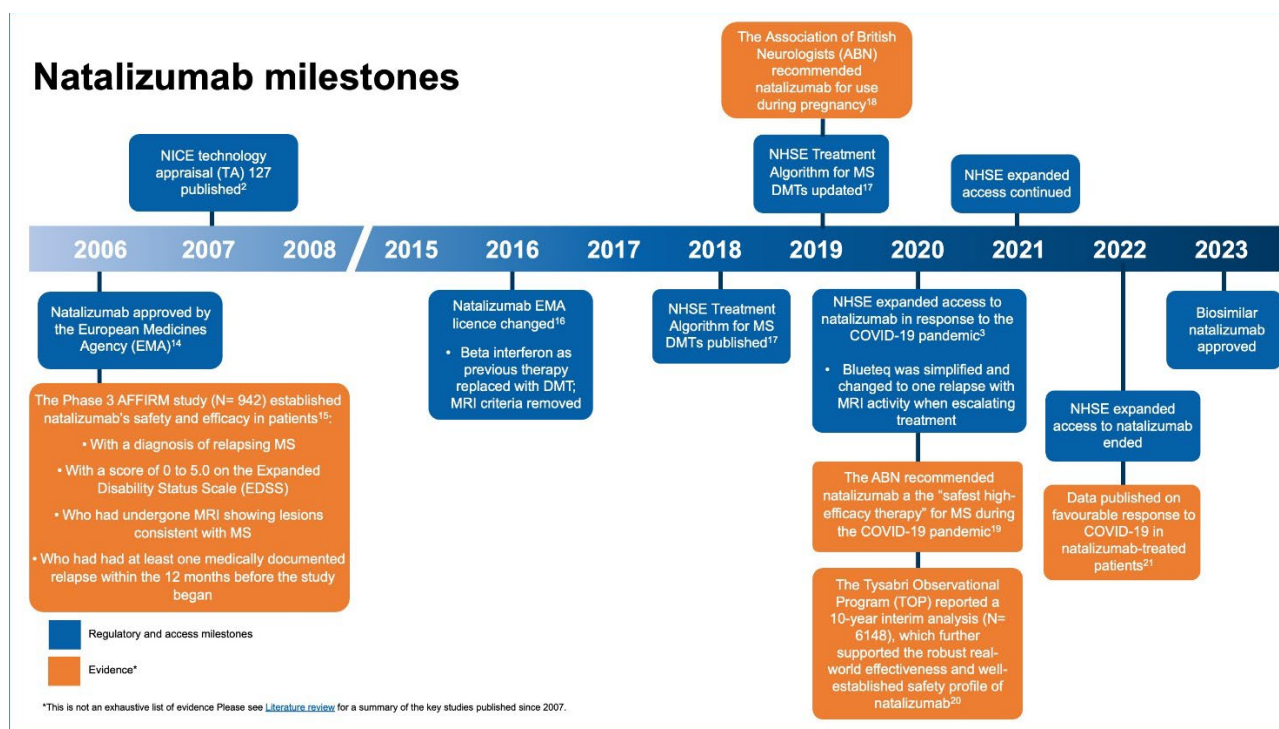 Natalizumab milestones
The Association of British
Neurologists (ABN)
recommended
natalizumab for use
during pregnancy18
NICE technology
appraisal (TA) 127
published2
NHSE Treatment
Algorithm for MS
DMTs updated17
NHSE expanded
access continued
2006 2007 2008 2015 2016 2017 2018 2019 2020 2021 2022 2023
Natalizumab approved by
the European Medicines
Agency (EMA)14
Natalizumab EMA
licence changed16
• Beta interferon as
previous therapy
replaced with DMT;
MRI criteria removed
NHSE Treatment
Algorithm for MS
DMTs published17
NHSE expanded access to
natalizumab in response to the
COVID-19 pandemic3
• Blueteq was simplified and
changed to one relapse with
MRI activity when escalating
treatment
Biosimilar
natalizumab
approved
The Phase 3 AFFIRM study (N= 942) established
natalizumab's safety and efficacy in patients15:
• With a diagnosis of relapsing MS
• With a score of 0 to 5.0 on the Expanded
Disability Status Scale (EDSS)
• Who had undergone MRI showing lesions
consistent with MS
• Who had had at least one medically documented
relapse within the 12 months before the study
began
NHSE expanded
access to natalizumab
ended
The ABN recommended
natalizumab a the "safest high-
efficacy therapy" for MS during
the COVID-19 pandemic19
Data published on
favourable response to
COVID-19 in
natalizumab-treated
patients21
The Tysabri Observational
Program (TOP) reported a
10-year interim analysis (N=
6148), which further
supported the robust real-
world effectiveness and well-
established safety profile of
natalizumab20
Regulatory and access milestones
Evidence*
*This is not an exhaustive list of evidence Please see Literature review for a summary of the key studies published since 2007.